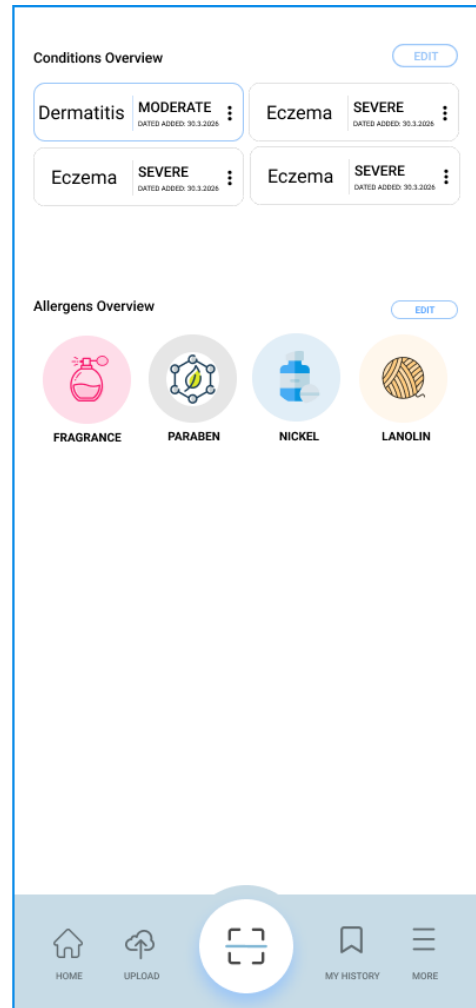 Conditions Overview
EDIT
Dermatitis
MODERATE
DATED ADDED: 30.3.2026
Eczema
SEVERE
DATED ADDED: 30.3.2026
Eczema
SEVERE
DATED ADDED: 30.3.2026
Eczema
SEVERE
DATED ADDED: 30.3.2026
Allergens Overview
EDIT
FRAGRANCE
PARABEN
NICKEL
LANOLIN
HOME
UPLOAD
MY HISTORY
MORE